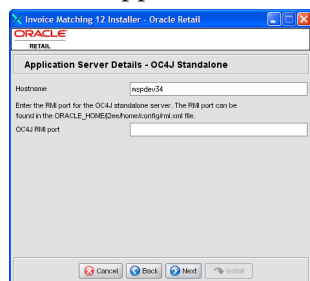 Invoice Matching 12 Installer - Oracle Retail
ORACLE
RETAIL
Application Server Details - OC4J Standalone
Hostname
mspdev34
Enter the RMI port for the OC4J standalone server. The RMI port can be
found in the ORACLE_HOME/j2ee/home/config/rmi.xml file.
OC4J RMI port
Cancel Back Next Install